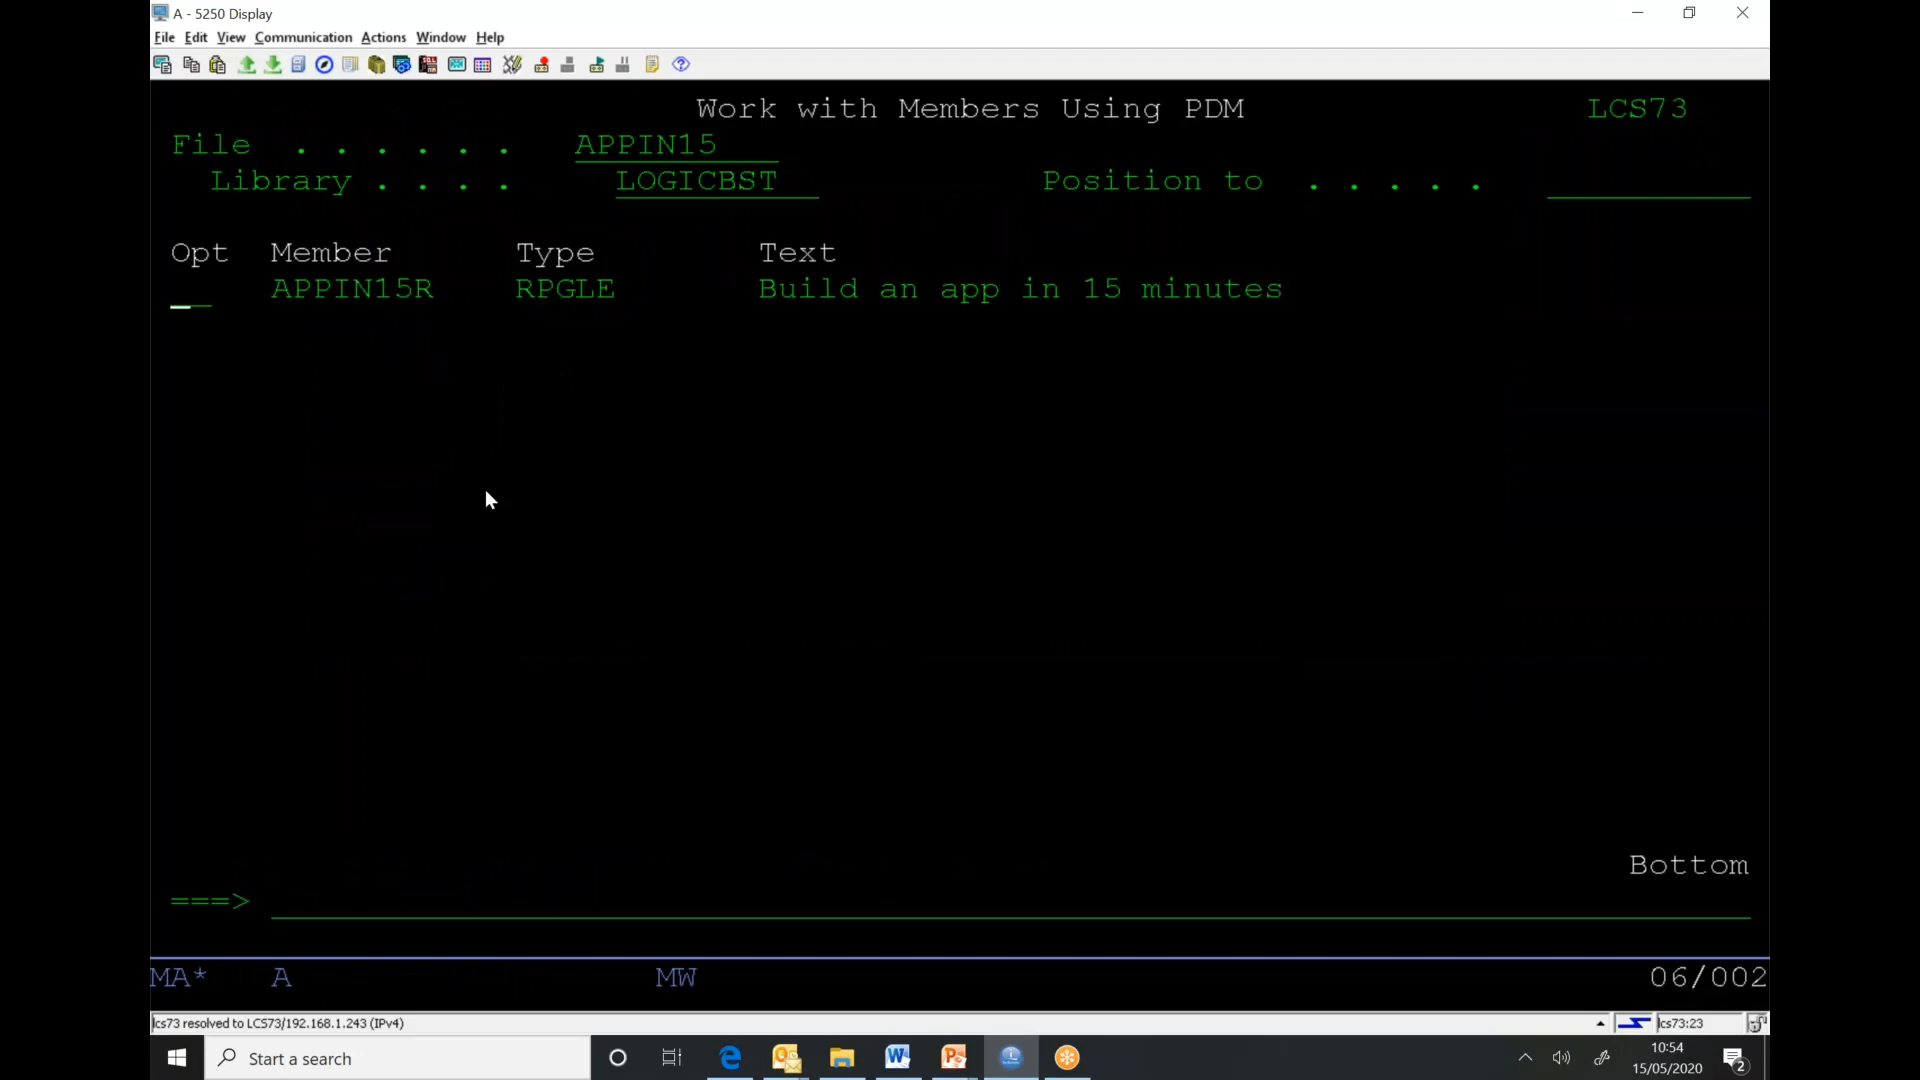 A - 5250 Display
File Edit View Communication Actions Window Help
Work with Members Using PDM LCS73
File . . . . . . APPIN15
Library . . . . LOGICBST Position to . . . . .
Opt Member Type Text
APPIN15R RPGLE Build an app in 15 minutes
Bottom
===>
MA* A MW 06/002
lcs73 resolved to LCS73/192.168.1.243 (IPv4) lcs73:23
Start a search
10:54
15/05/2020
2